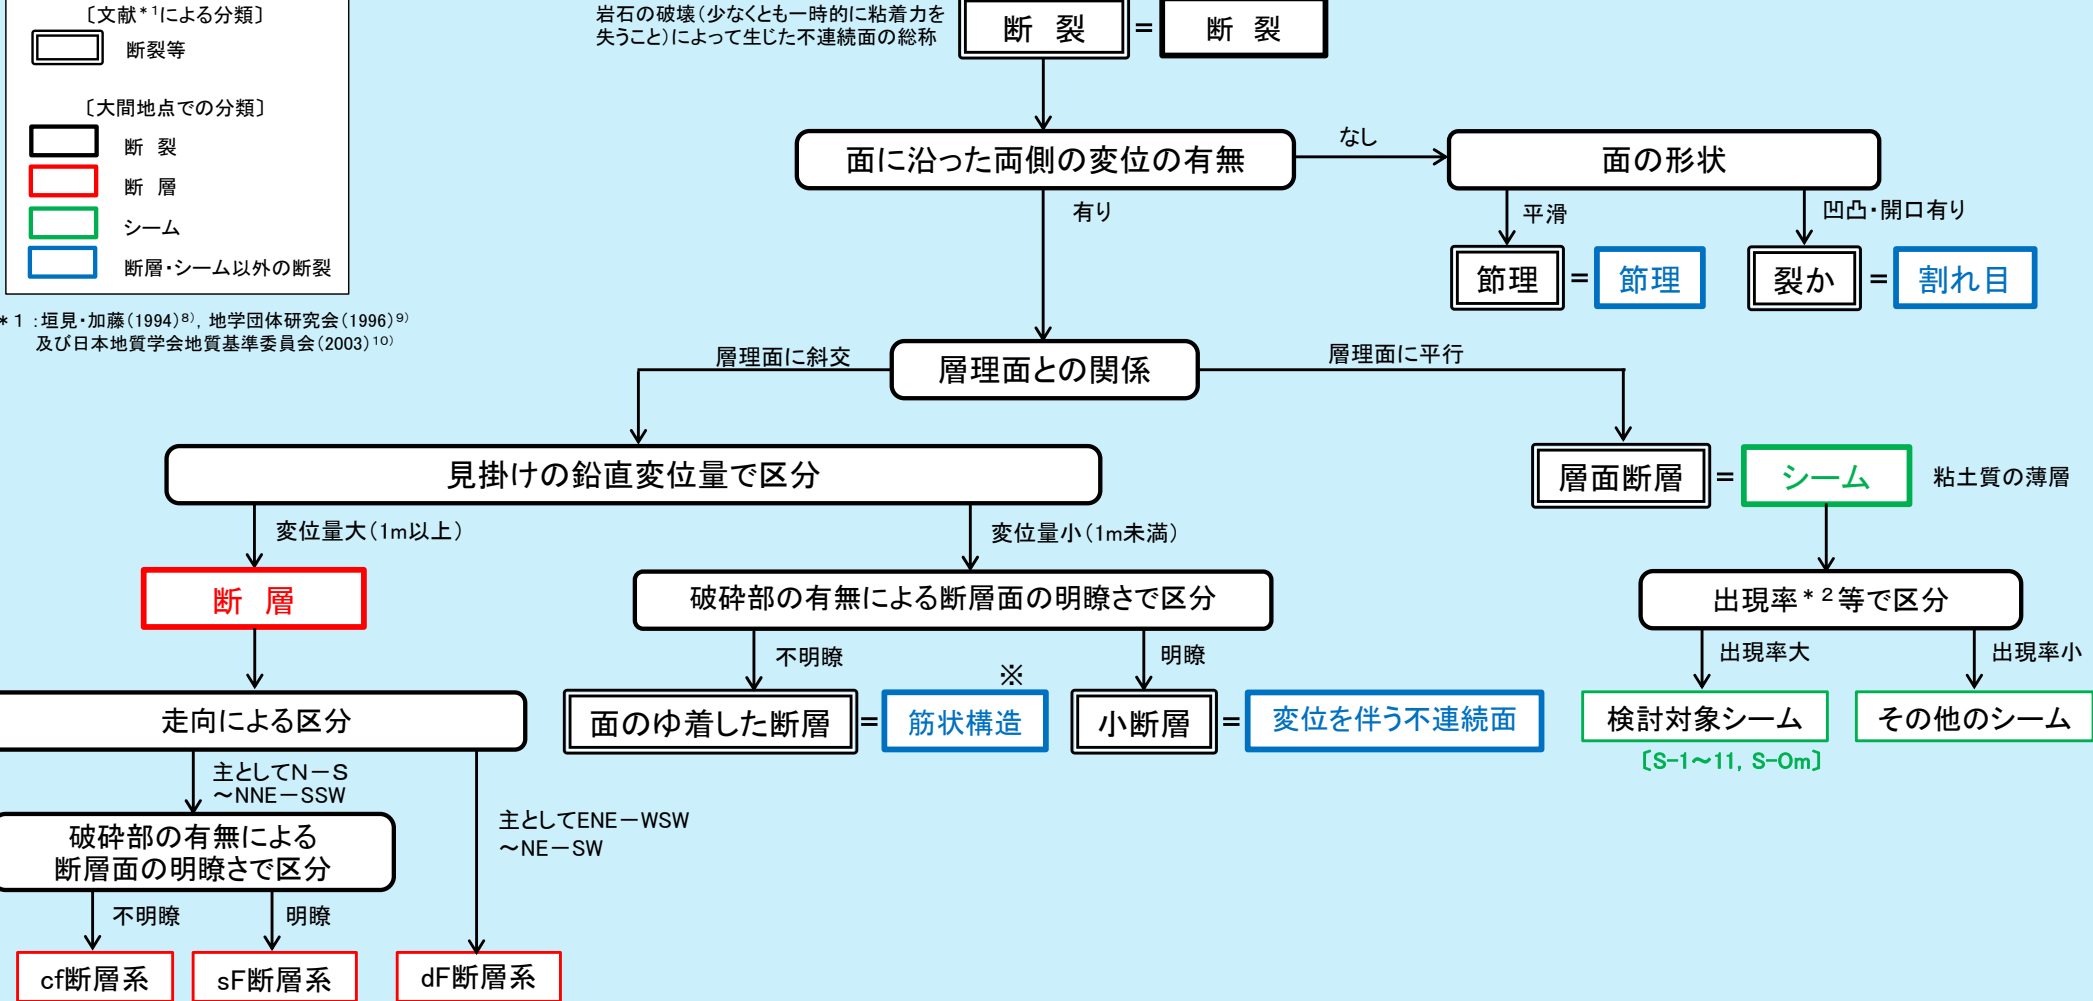 〔文献*1による分類〕
断裂等
〔大間地点での分類〕
断 裂
断 層
シーム
断層・シーム以外の断裂
*1:垣見・加藤(1994)8), 地学団体研究会(1996)9)
及び日本地質学会地質基準委員会(2003)10)
岩石の破壊(少なくとも一時的に粘着力を
失うこと)によって生じた不連続面の総称
断 裂 = 断 裂
面に沿った両側の変位の有無
なし
面の形状
有り
平滑
凹凸・開口有り
節理 = 節理
裂か = 割れ目
層理面に斜交
層理面との関係
層理面に平行
見掛けの鉛直変位量で区分
層面断層 = シーム
粘土質の薄層
変位量大(1m以上)
変位量小(1m未満)
断 層
破砕部の有無による断層面の明瞭さで区分
出現率*2等で区分
不明瞭
明瞭
出現率大
出現率小
※
走向による区分
面のゆ着した断層 = 筋状構造
小断層 = 変位を伴う不連続面
検討対象シーム
その他のシーム
〔S-1~11, S-0m〕
主としてN-S
~NNE-SSW
主としてENE-WSW
~NE-SW
破砕部の有無による
断層面の明瞭さで区分
不明瞭
明瞭
cf断層系
sF断層系
dF断層系